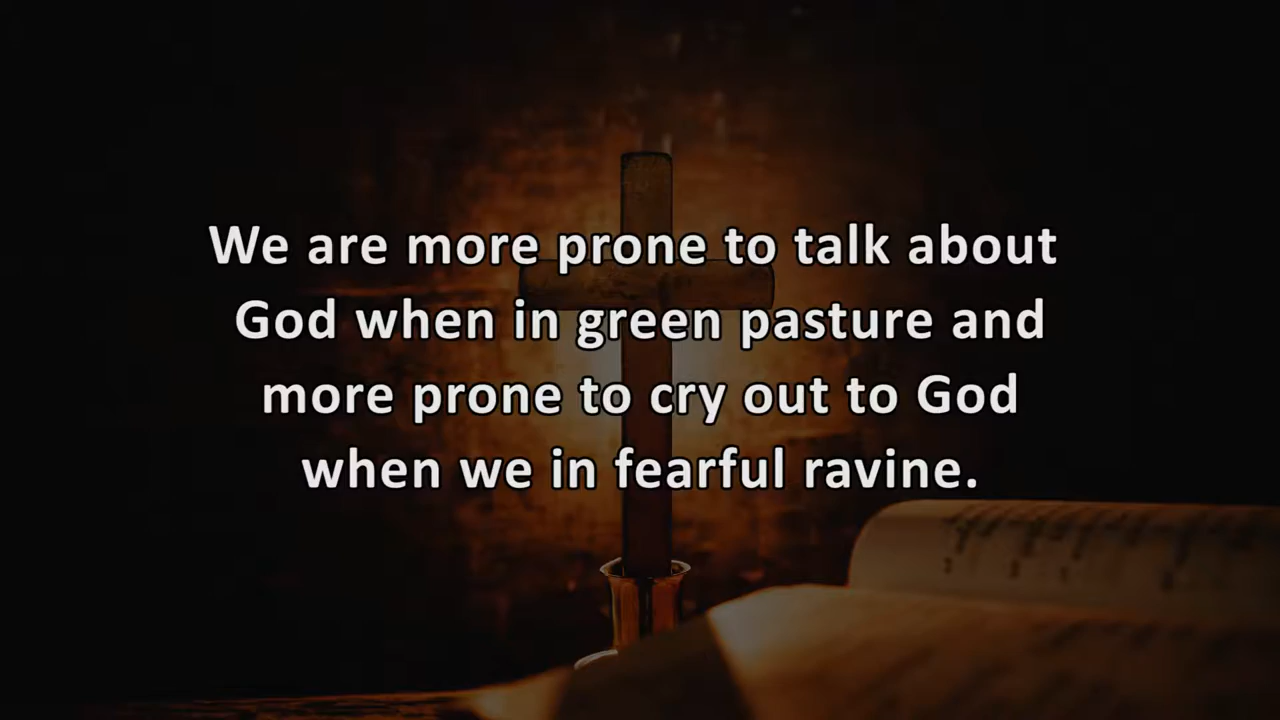 We are more prone to talk about
God when in green pasture and
more prone to cry out to God
when we in fearful ravine.